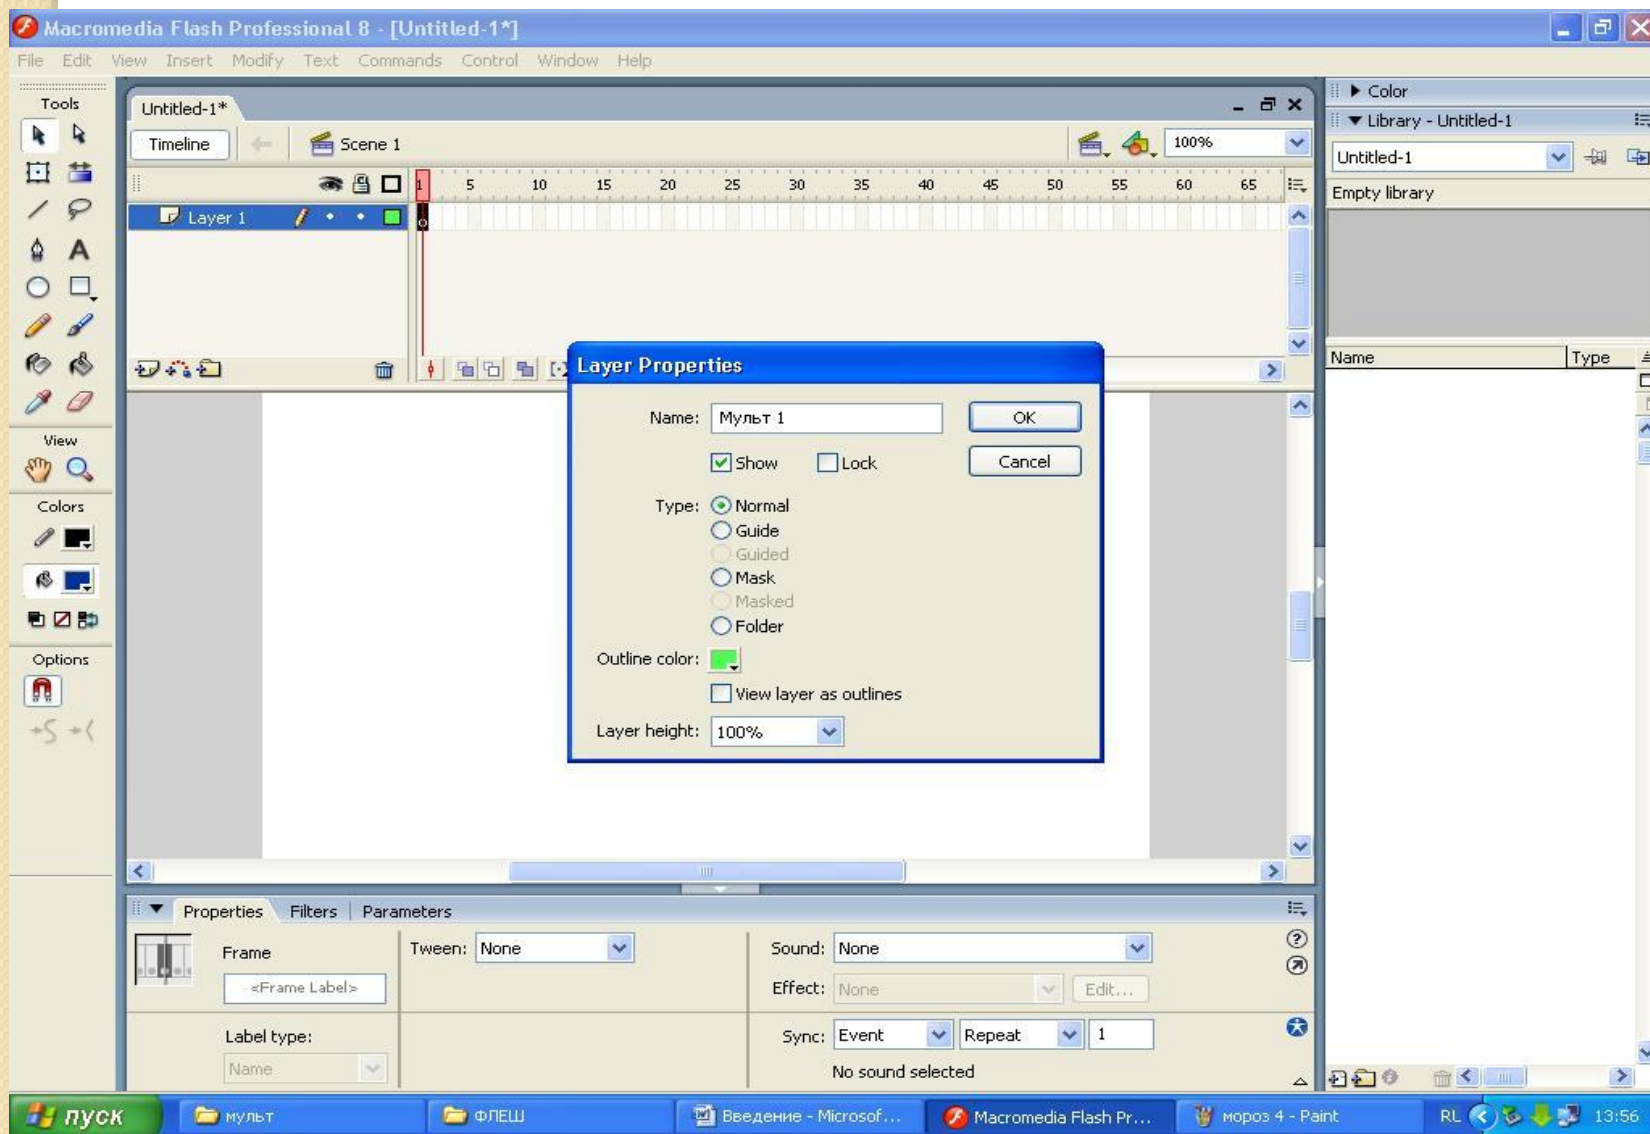 Macromedia Flash Professional 8 - [Untitled-1*]
File Edit View Insert Modify Text Commands Control Window Help
Tools
View
Colors
Options
Untitled-1*
Timeline Scene 1 100%
1 5 10 15 20 25 30 35 40 45 50 55 60 65
Layer 1
Layer Properties
Name: Мульт 1 OK
Show Lock Cancel
Type: Normal
Guide
Guided
Mask
Masked
Folder
Outline color:
View layer as outlines
Layer height: 100%
Color
Library - Untitled-1
Untitled-1
Empty library
Name Type
Properties Filters Parameters
Frame Tween: None Sound: None
<Frame Label> Effect: None Edit...
Label type: Sync: Event Repeat 1
Name No sound selected
пуск мульт ФЛЕШ Введение - Microsof... Macromedia Flash Pr... мороз 4 - Paint RL 13:56